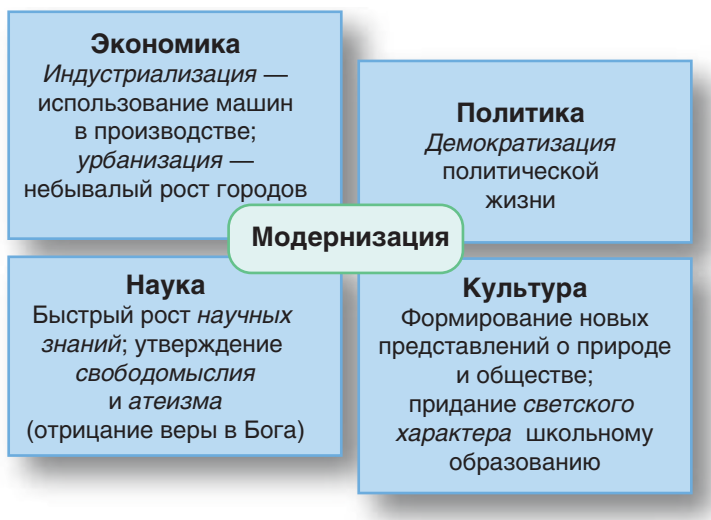 Экономика
Индустриализация —
использование машин
в производстве;
урбанизация —
небывалый рост городов
Политика
Демократизация
политической
жизни
Модернизация
Наука
Быстрый рост научных
знаний; утверждение
свободомыслия
и атеизма
(отрицание веры в Бога)
Культура
Формирование новых
представлений о природе
и обществе;
придание светского
характера школьному
образованию